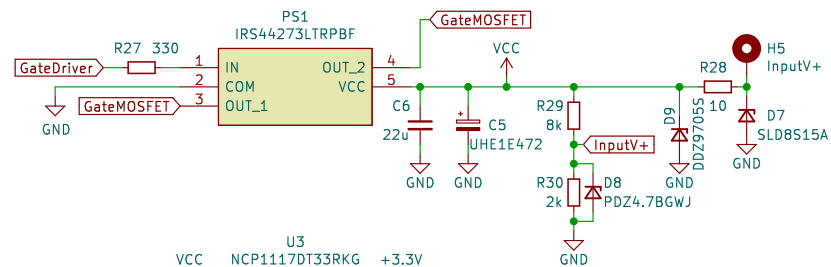 PS1
IRS44273LTRPBF
GateMOSFET
R27 330
GateDriver
1 IN
OUT_2 4
2 COM
VCC 5
GateMOSFET
3 OUT_1
GND
C6
22u
GND
C5
UHE1E472
GND
VCC
R29
8k
InputV+
R30
2k
D8
PDZ4.7BGWJ
GND
D9
DDZ9705S
GND
R28
10
H5
InputV+
D7
SLD8S15A
GND
U3
VCC NCP1117DT33RKG +3.3V